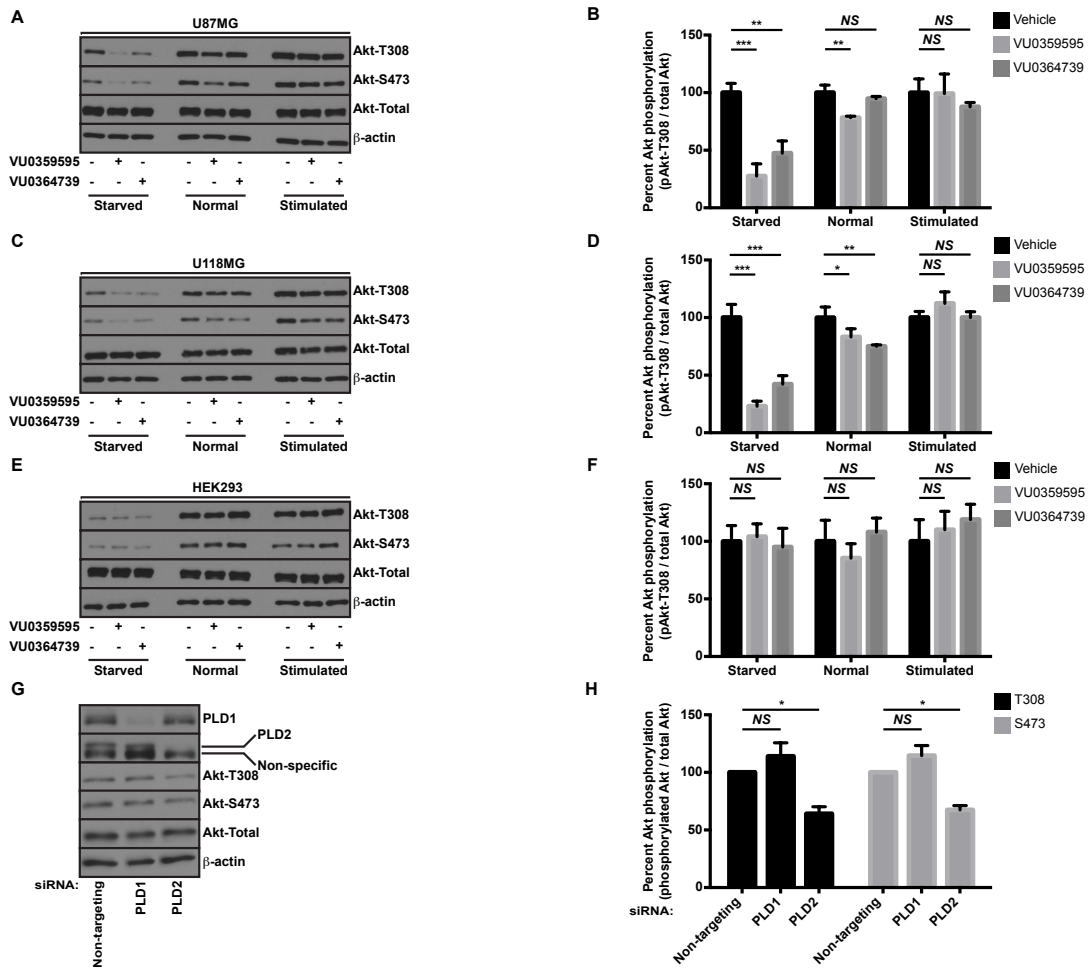 A
U87MG
Akt-T308
Akt-S473
Akt-Total
β-actin
VU0359595 - + - - + - - + -
VU0364739 - - + - - + - - +
Starved Normal Stimulated
B
Percent Akt phosphorylation
(pAkt-T308 / total Akt)
150
100
50
0
** NS NS
*** ** NS
Starved Normal Stimulated
Vehicle
VU0359595
VU0364739
C
U118MG
Akt-T308
Akt-S473
Akt-Total
β-actin
VU0359595 - + - - + - - + -
VU0364739 - - + - - + - - +
Starved Normal Stimulated
D
Percent Akt phosphorylation
(pAkt-T308 / total Akt)
150
100
50
0
*** ** NS
*** * NS
Starved Normal Stimulated
Vehicle
VU0359595
VU0364739
E
HEK293
Akt-T308
Akt-S473
Akt-Total
β-actin
VU0359595 - + - - + - - + -
VU0364739 - - + - - + - - +
Starved Normal Stimulated
F
Percent Akt phosphorylation
(pAkt-T308 / total Akt)
150
100
50
0
NS NS NS
NS NS NS
Starved Normal Stimulated
Vehicle
VU0359595
VU0364739
G
PLD1
PLD2
Non-specific
Akt-T308
Akt-S473
Akt-Total
β-actin
siRNA:
Non-targeting
PLD1
PLD2
H
Percent Akt phosphorylation
(phosphorylated Akt / total Akt)
150
100
50
0
* *
NS NS
siRNA:
Non-targeting
PLD1
PLD2
Non-targeting
PLD1
PLD2
T308
S473